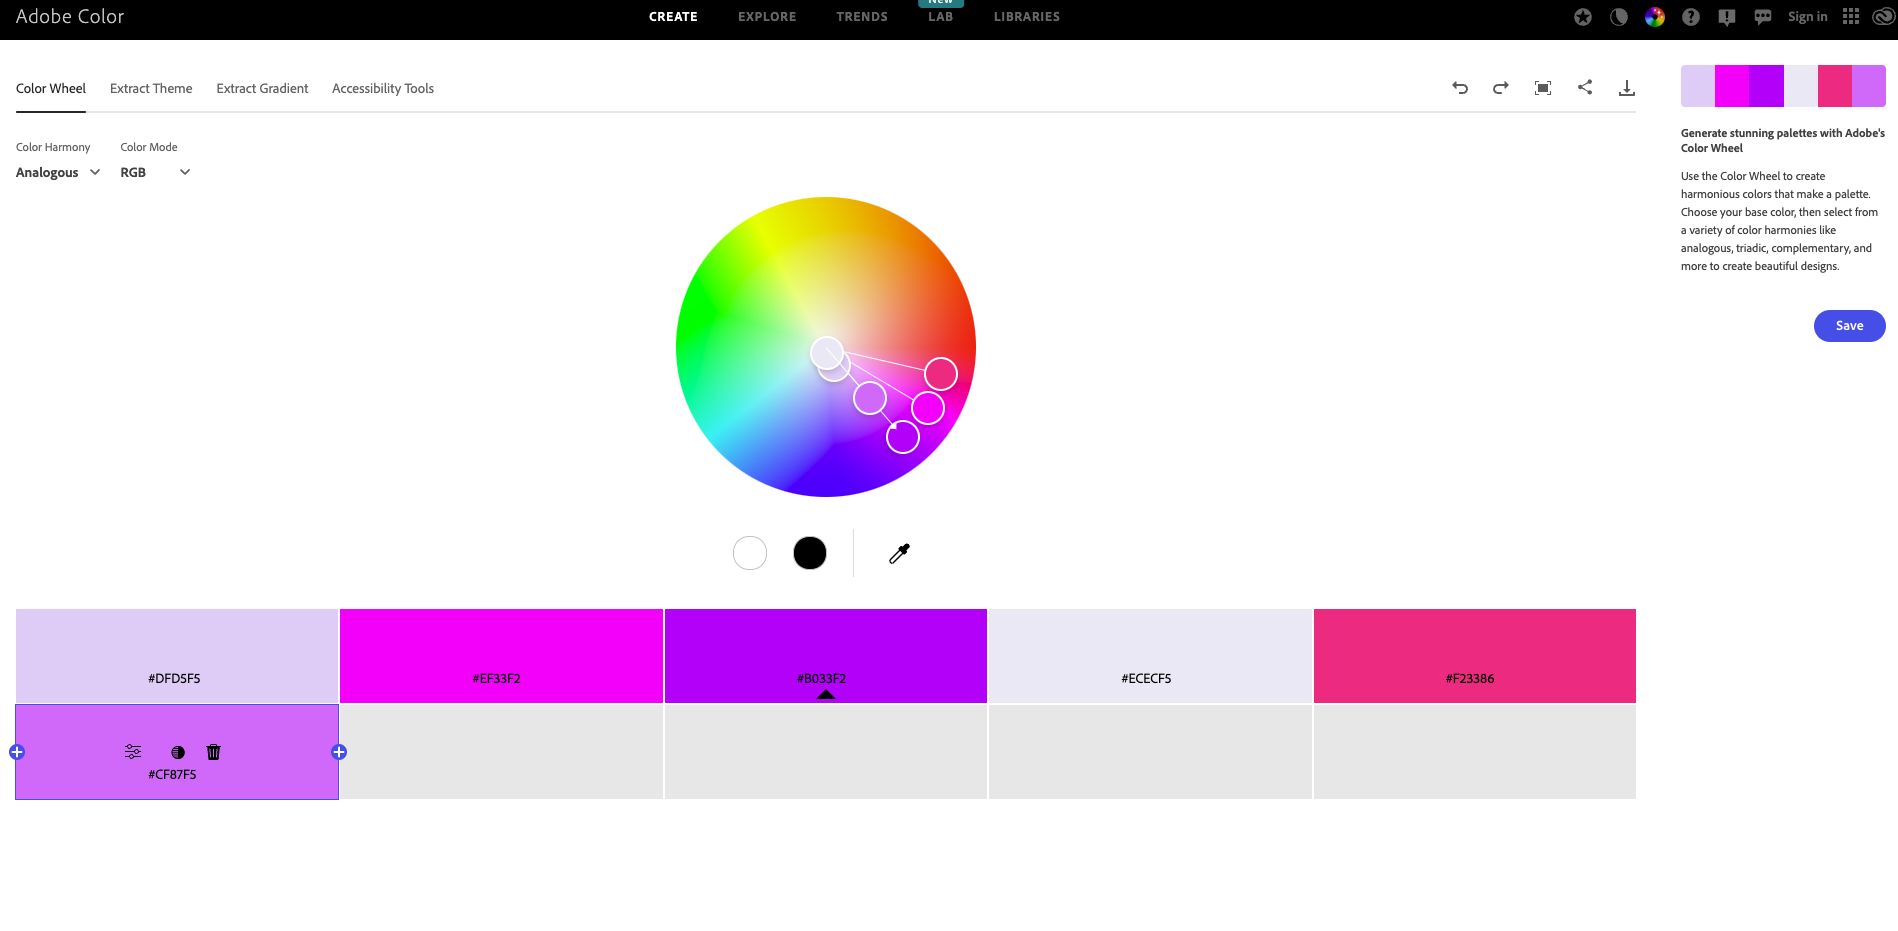 Adobe Color
CREATE
EXPLORE
TRENDS
New
LAB
LIBRARIES
Sign in
Color Wheel
Extract Theme
Extract Gradient
Accessibility Tools
Color Harmony
Color Mode
Analogous
RGB
Generate stunning palettes with Adobe's
Color Wheel
Use the Color Wheel to create
harmonious colors that make a palette.
Choose your base color, then select from
a variety of color harmonies like
analogous, triadic, complementary, and
more to create beautiful designs.
Save
#DFD5F5
#EF33F2
#B033F2
#ECECF5
#F23386
#CF87F5